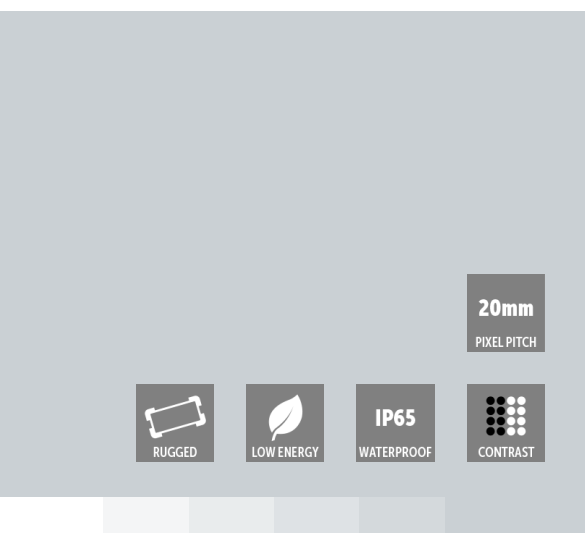 20mm
PIXEL PITCH
RUGGED
LOW ENERGY
IP65
WATERPROOF
CONTRAST